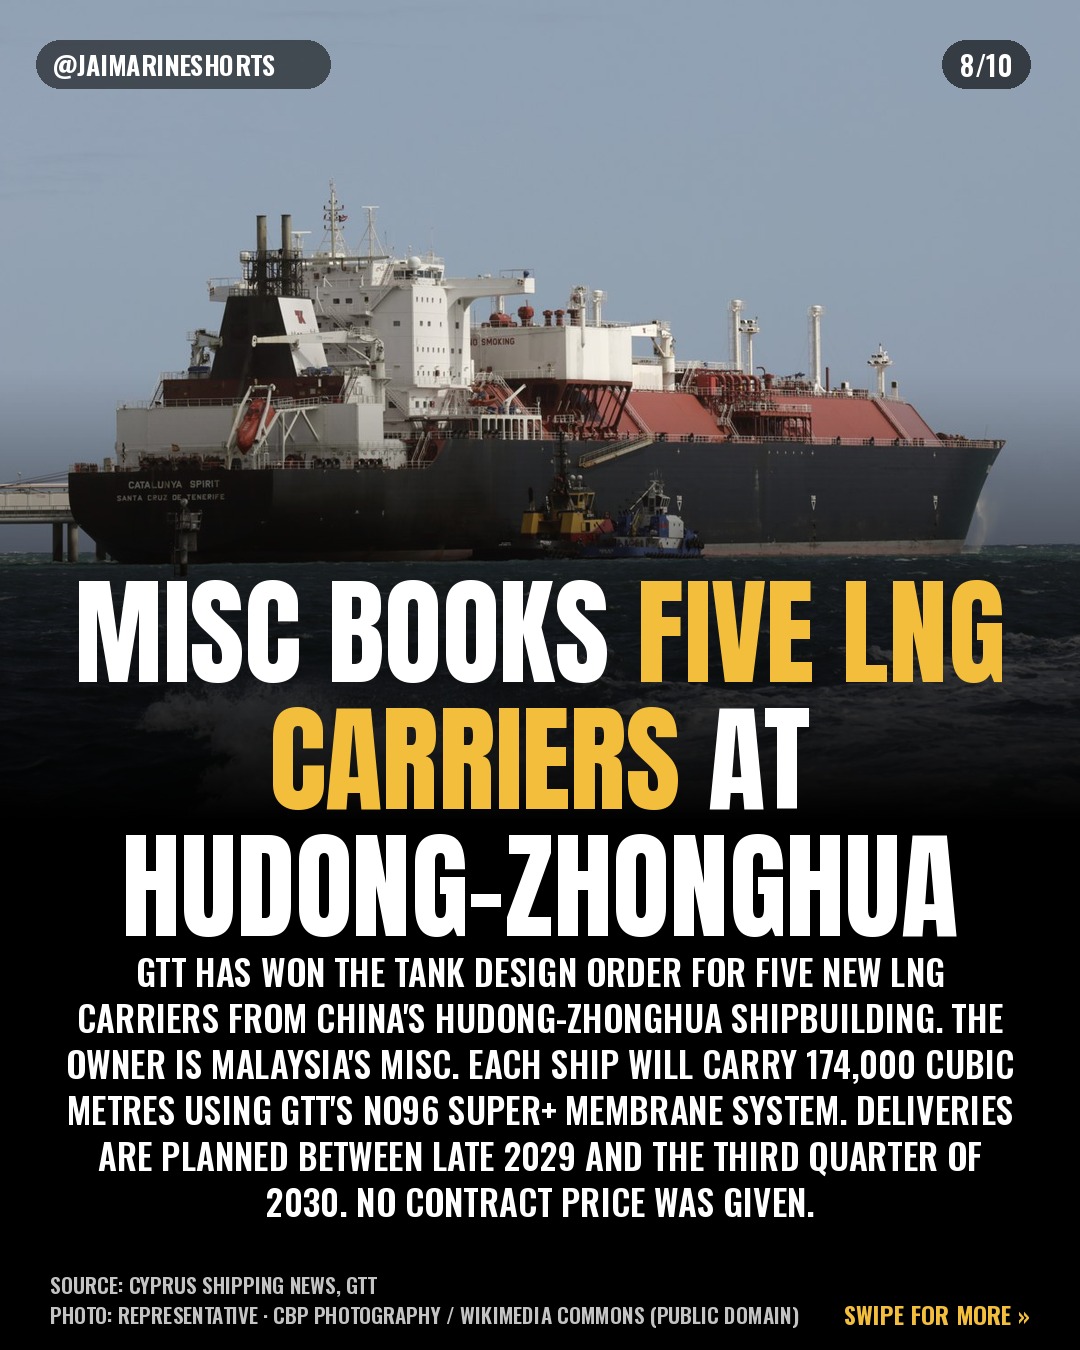 @JAIMARINESHORTS
8/10
NO SMOKING
CATALUNYA SPIRIT
SANTA CRUZ DE TENERIFE
MISC BOOKS FIVE LNG
CARRIERS AT
HUDONG-ZHONGHUA
GTT HAS WON THE TANK DESIGN ORDER FOR FIVE NEW LNG
CARRIERS FROM CHINA'S HUDONG-ZHONGHUA SHIPBUILDING. THE
OWNER IS MALAYSIA'S MISC. EACH SHIP WILL CARRY 174,000 CUBIC
METRES USING GTT'S NO96 SUPER+ MEMBRANE SYSTEM. DELIVERIES
ARE PLANNED BETWEEN LATE 2029 AND THE THIRD QUARTER OF
2030. NO CONTRACT PRICE WAS GIVEN.
SOURCE: CYPRUS SHIPPING NEWS, GTT
PHOTO: REPRESENTATIVE · CBP PHOTOGRAPHY / WIKIMEDIA COMMONS (PUBLIC DOMAIN)
SWIPE FOR MORE »